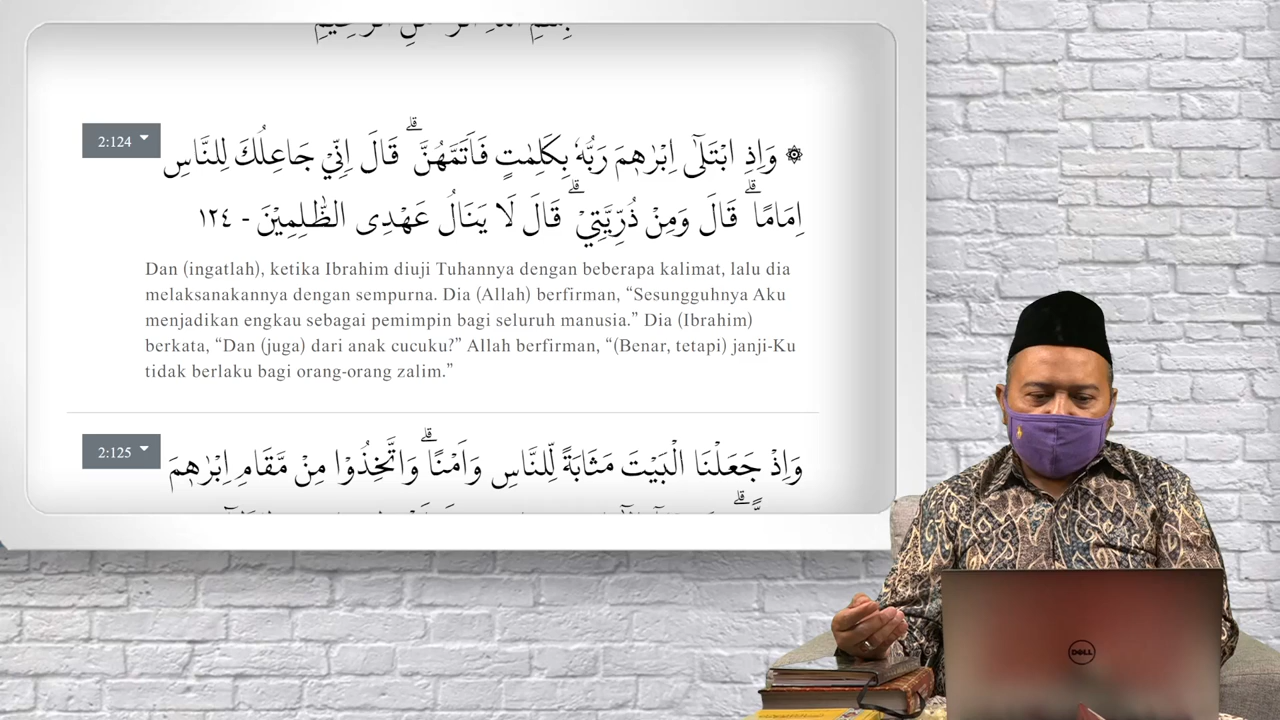 2:124
۞ وَاِذِ ابْتَلٰٓى اِبْرٰهٖمَ رَبُّهٗ بِكَلِمٰتٍ فَاَتَمَّهُنَّ ۗ قَالَ اِنِّيْ جَاعِلُكَ لِلنَّاسِ
اِمَامًا ۗ قَالَ وَمِنْ ذُرِّيَّتِيْ ۗ قَالَ لَا يَنَالُ عَهْدِى الظّٰلِمِيْنَ - ١٢٤
Dan (ingatlah), ketika Ibrahim diuji Tuhannya dengan beberapa kalimat, lalu dia
melaksanakannya dengan sempurna. Dia (Allah) berfirman, “Sesungguhnya Aku
menjadikan engkau sebagai pemimpin bagi seluruh manusia.” Dia (Ibrahim)
berkata, “Dan (juga) dari anak cucuku?” Allah berfirman, “(Benar, tetapi) janji-Ku
tidak berlaku bagi orang-orang zalim.”
2:125
وَاِذْ جَعَلْنَا الْبَيْتَ مَثَابَةً لِّلنَّاسِ وَاَمْنًاۗ وَاتَّخِذُوْا مِنْ مَّقَامِ اِبْرٰهٖمَ
DELL